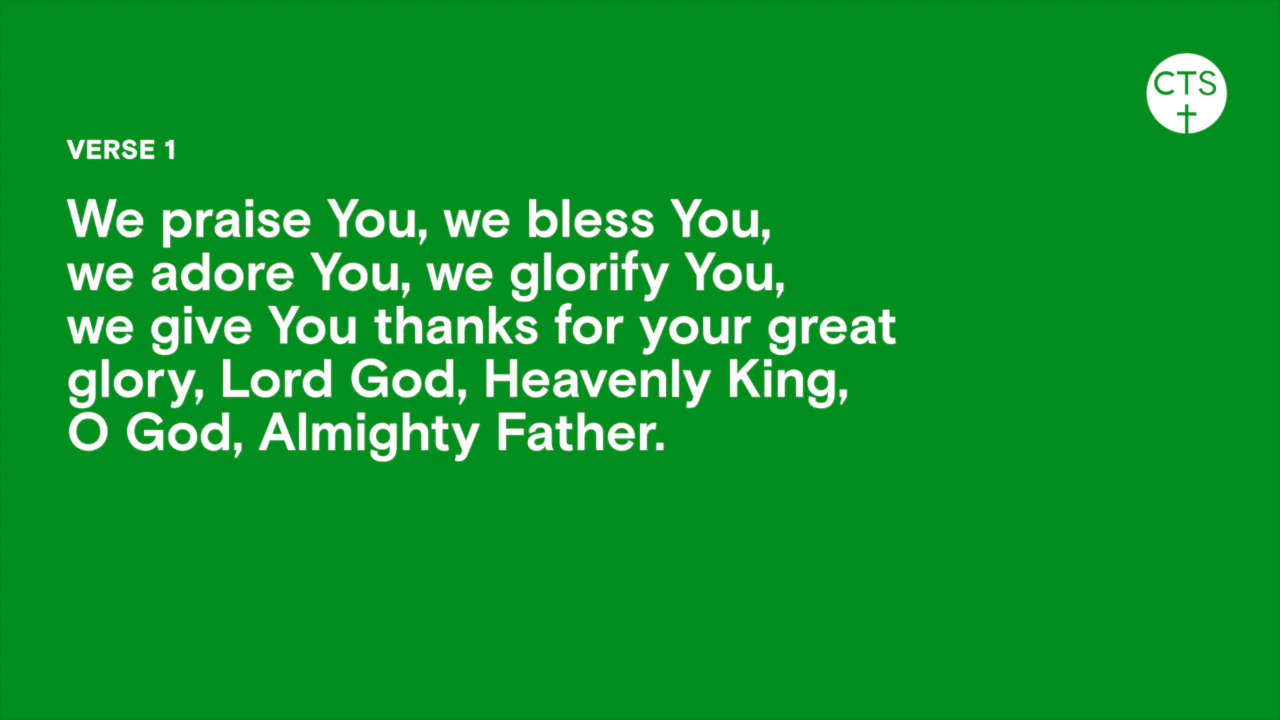 CTS
VERSE 1
We praise You, we bless You,
we adore You, we glorify You,
we give You thanks for your great
glory, Lord God, Heavenly King,
O God, Almighty Father.